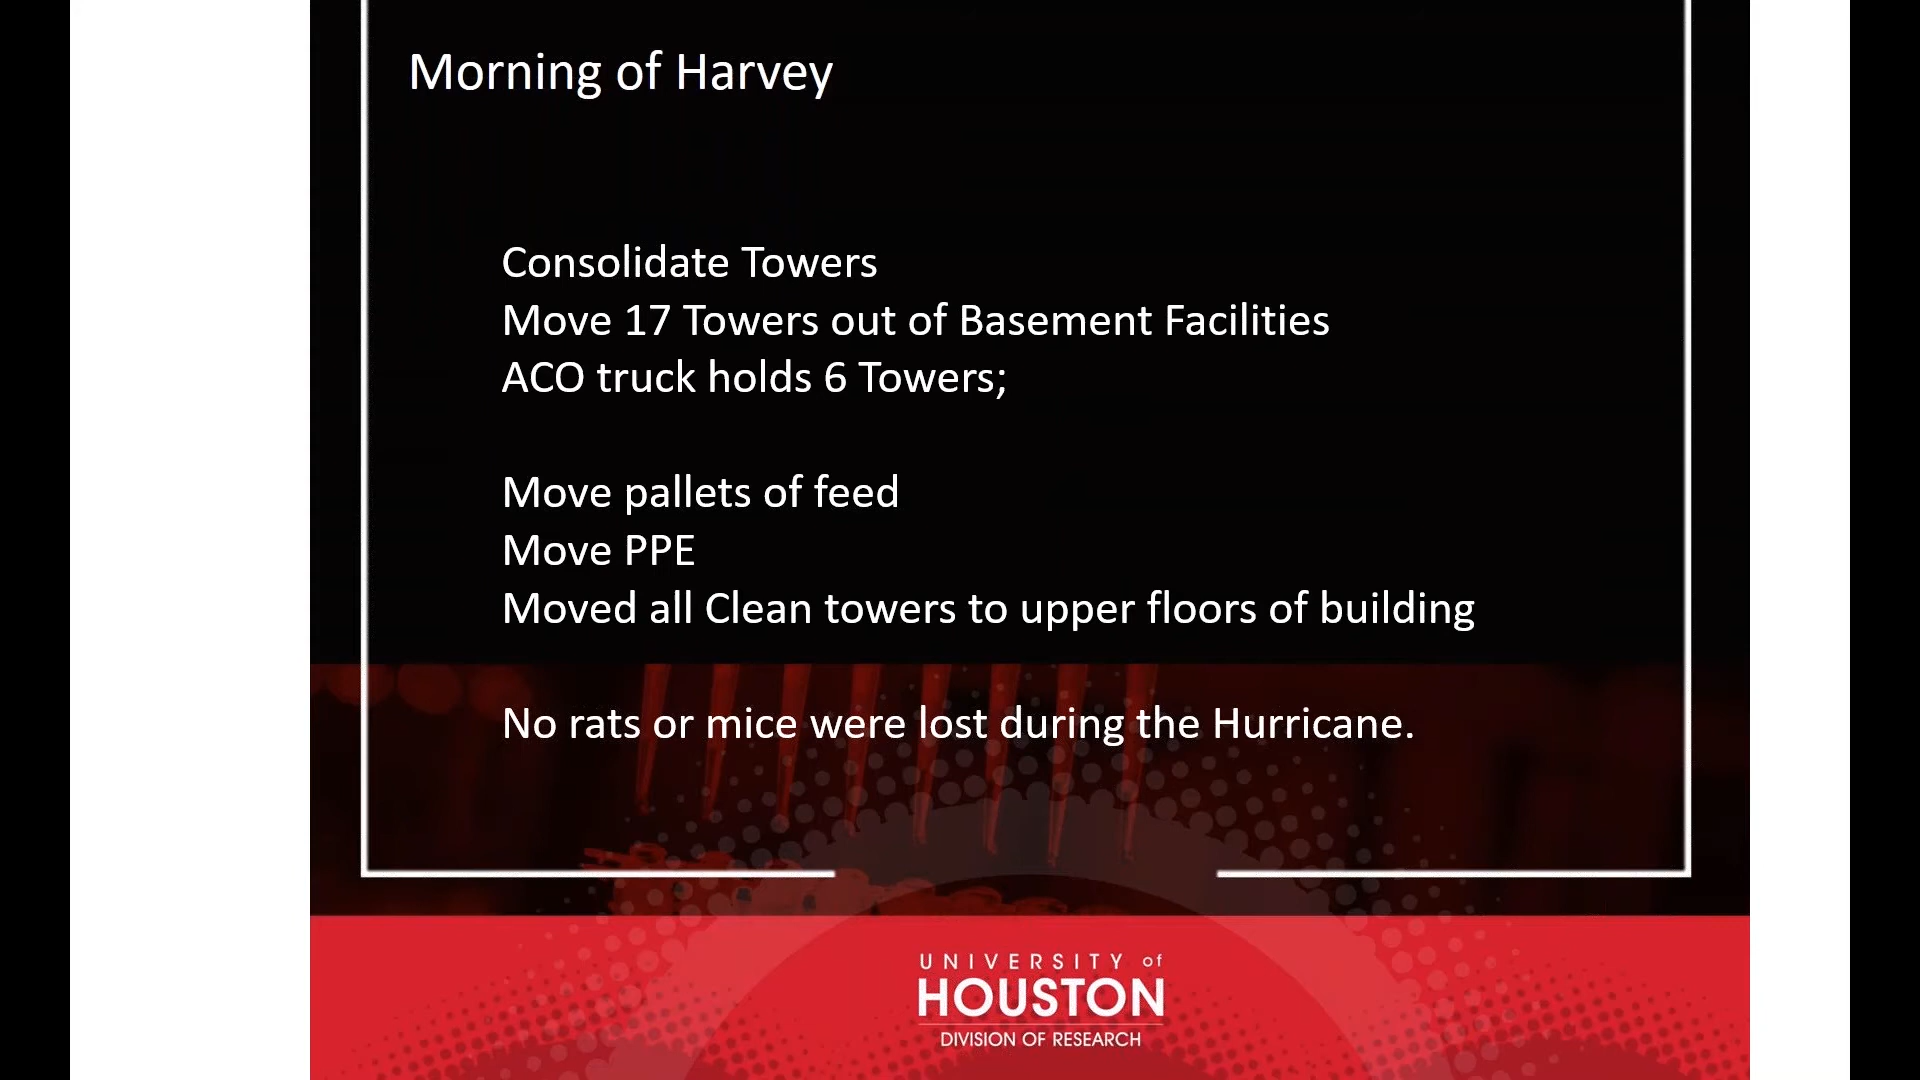 Morning of Harvey
Consolidate Towers
Move 17 Towers out of Basement Facilities
ACO truck holds 6 Towers;
Move pallets of feed
Move PPE
Moved all Clean towers to upper floors of building
No rats or mice were lost during the Hurricane.
UNIVERSITY of
HOUSTON
DIVISION OF RESEARCH